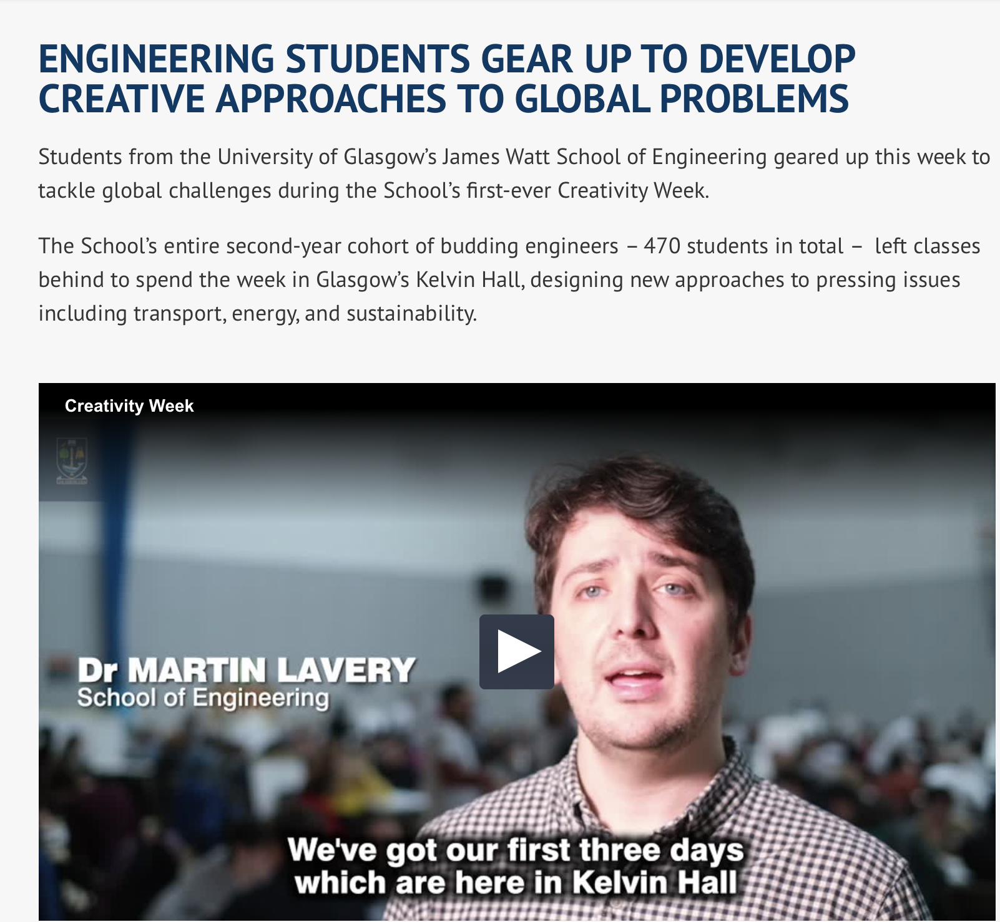 ENGINEERING STUDENTS GEAR UP TO DEVELOP
CREATIVE APPROACHES TO GLOBAL PROBLEMS
Students from the University of Glasgow’s James Watt School of Engineering geared up this week to
tackle global challenges during the School’s first-ever Creativity Week.
The School’s entire second-year cohort of budding engineers – 470 students in total –  left classes
behind to spend the week in Glasgow’s Kelvin Hall, designing new approaches to pressing issues
including transport, energy, and sustainability.
Creativity Week
Dr MARTIN LAVERY
School of Engineering
We've got our first three days
which are here in Kelvin Hall